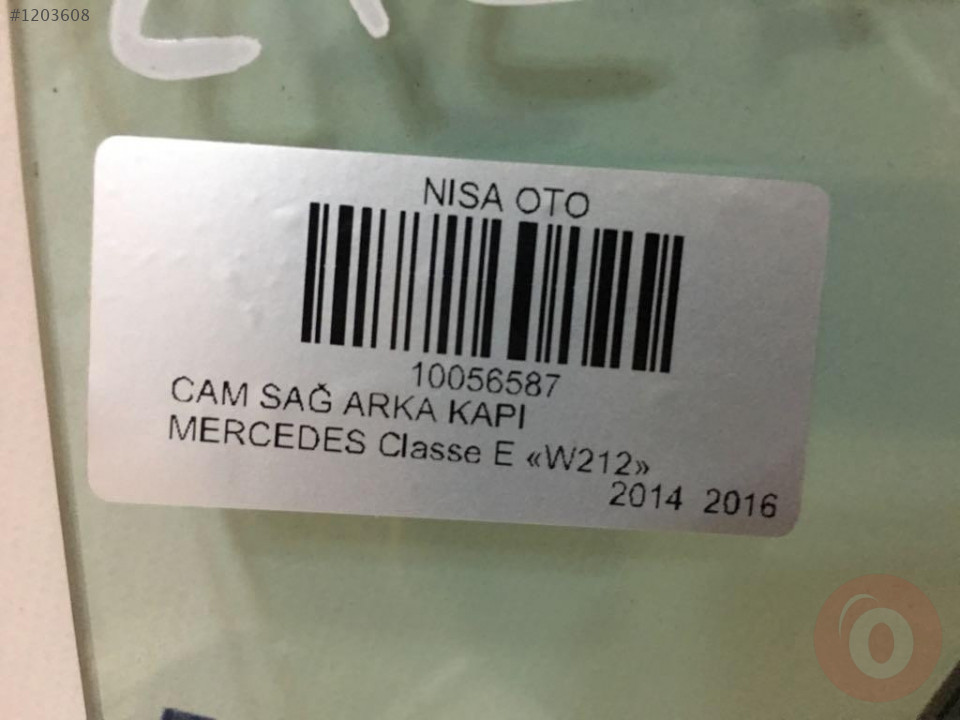 #1203608
NISA OTO
10056587
CAM SAĞ ARKA KAPI
MERCEDES Classe E «W212»
2014 2016